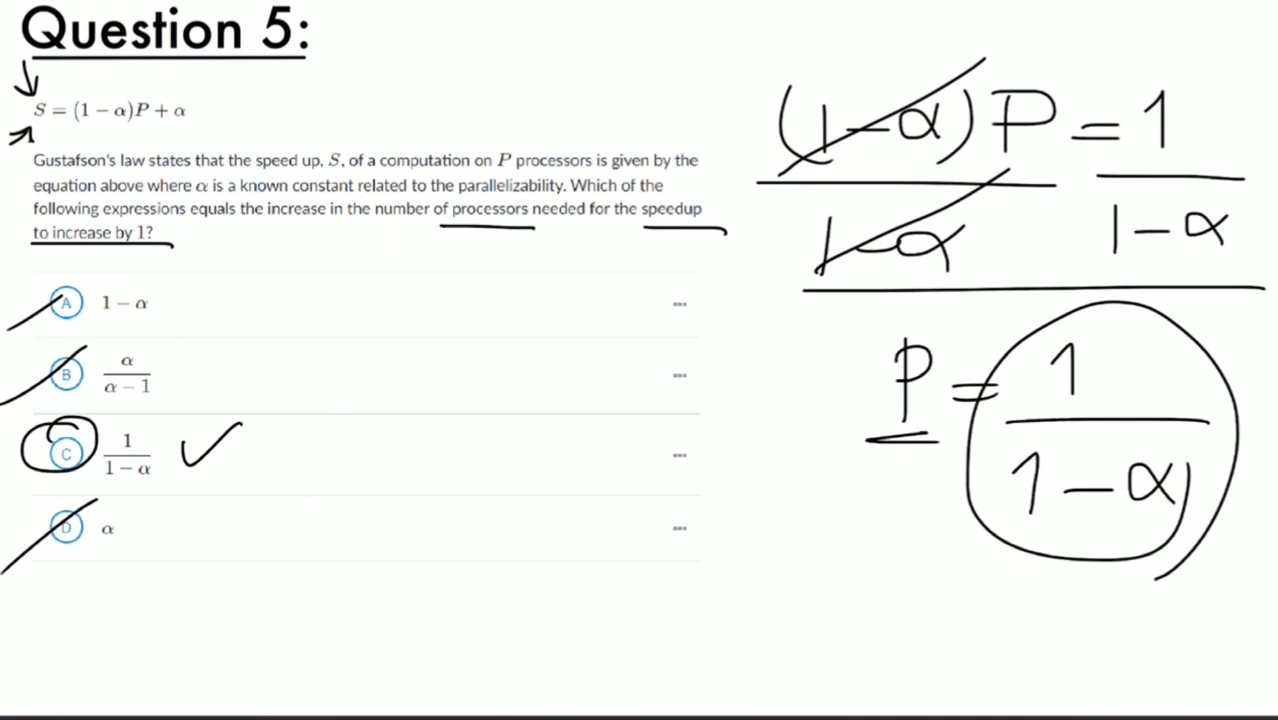 Question 5:
S = (1 − α)P + α
Gustafson's law states that the speed up, S, of a computation on P processors is given by the
equation above where α is a known constant related to the parallelizability. Which of the
following expressions equals the increase in the number of processors needed for the speedup
to increase by 1?
A 1 − α
B α / (α − 1)
C 1 / (1 − α)
D α
(1 − α) P = 1
1 − α 1 − α
P = 1 / (1 − α)